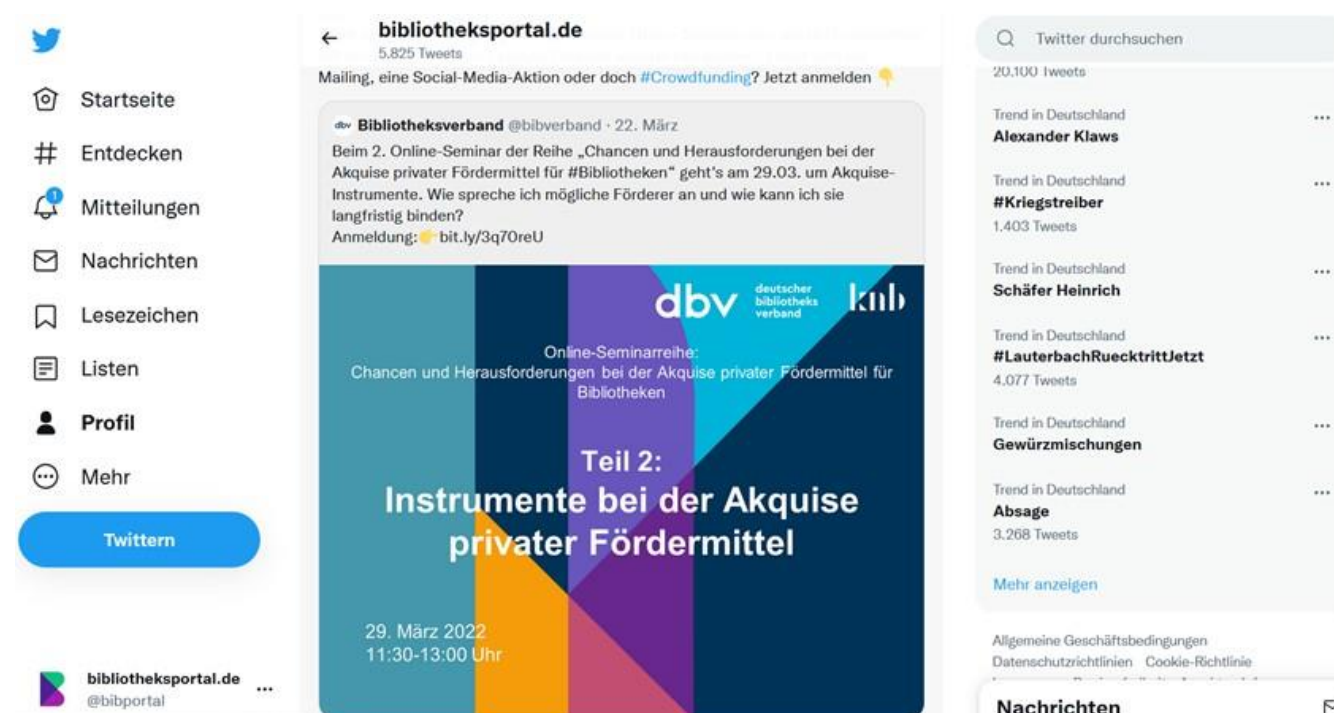 Startseite
Entdecken
1
Mitteilungen
Nachrichten
Lesezeichen
Listen
Profil
Mehr
Twittern
bibliotheksportal.de
@bibportal
bibliotheksportal.de
5.825 Tweets
Mailing, eine Social-Media-Aktion oder doch #Crowdfunding? Jetzt anmelden
dbv Bibliotheksverband @bibverband · 22. März
Beim 2. Online-Seminar der Reihe „Chancen und Herausforderungen bei der
Akquise privater Fördermittel für #Bibliotheken“ geht's am 29.03. um Akquise-
Instrumente. Wie spreche ich mögliche Förderer an und wie kann ich sie
langfristig binden?
Anmeldung: bit.ly/3q70reU
dbv deutscher
bibliotheks
verband
knb
Online-Seminarreihe:
Chancen und Herausforderungen bei der Akquise privater Fördermittel für
Bibliotheken
Teil 2:
Instrumente bei der Akquise
privater Fördermittel
29. März 2022
11:30-13:00 Uhr
Twitter durchsuchen
20.100 Tweets
Trend in Deutschland
Alexander Klaws
Trend in Deutschland
#Kriegstreiber
1.403 Tweets
Trend in Deutschland
Schäfer Heinrich
Trend in Deutschland
#LauterbachRuecktrittJetzt
4.077 Tweets
Trend in Deutschland
Gewürzmischungen
Trend in Deutschland
Absage
3.268 Tweets
Mehr anzeigen
Allgemeine Geschäftsbedingungen
Datenschutzrichtlinien Cookie-Richtlinie
Nachrichten